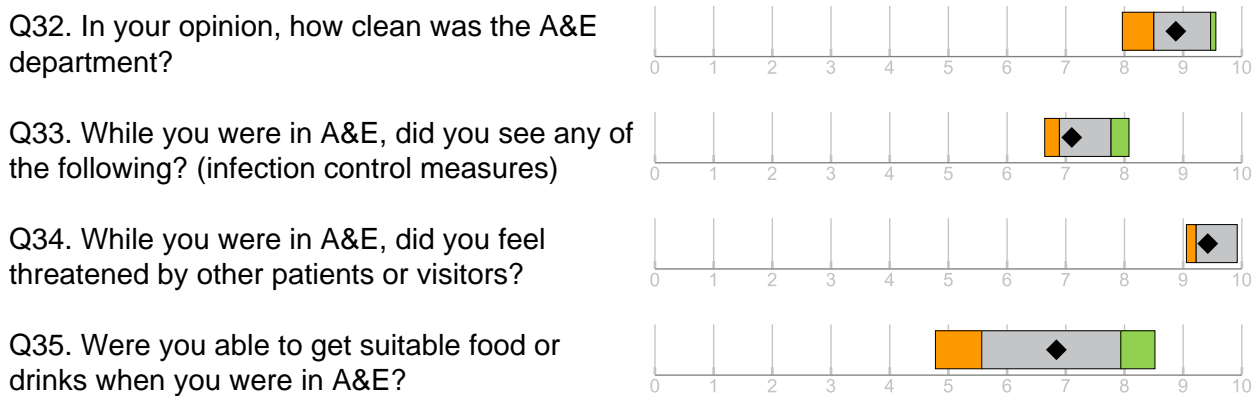 Q32. In your opinion, how clean was the A&E
department?
0 1 2 3 4 5 6 7 8 9 10
Q33. While you were in A&E, did you see any of
the following? (infection control measures)
0 1 2 3 4 5 6 7 8 9 10
Q34. While you were in A&E, did you feel
threatened by other patients or visitors?
0 1 2 3 4 5 6 7 8 9 10
Q35. Were you able to get suitable food or
drinks when you were in A&E?
0 1 2 3 4 5 6 7 8 9 10